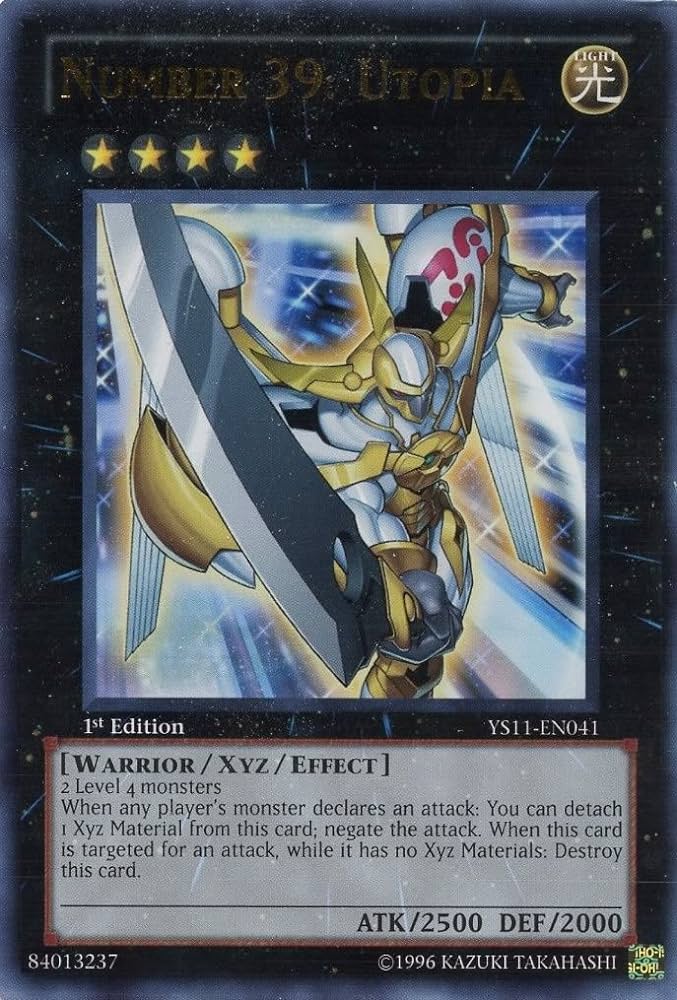 NUMBER 39: UTOPIA
LIGHT
光
39
1st Edition
YS11-EN041
[WARRIOR / XYZ / EFFECT]
2 Level 4 monsters
When any player's monster declares an attack: You can detach
1 Xyz Material from this card; negate the attack. When this card
is targeted for an attack, while it has no Xyz Materials: Destroy
this card.
ATK/2500 DEF/2000
84013237
©1996 KAZUKI TAKAHASHI